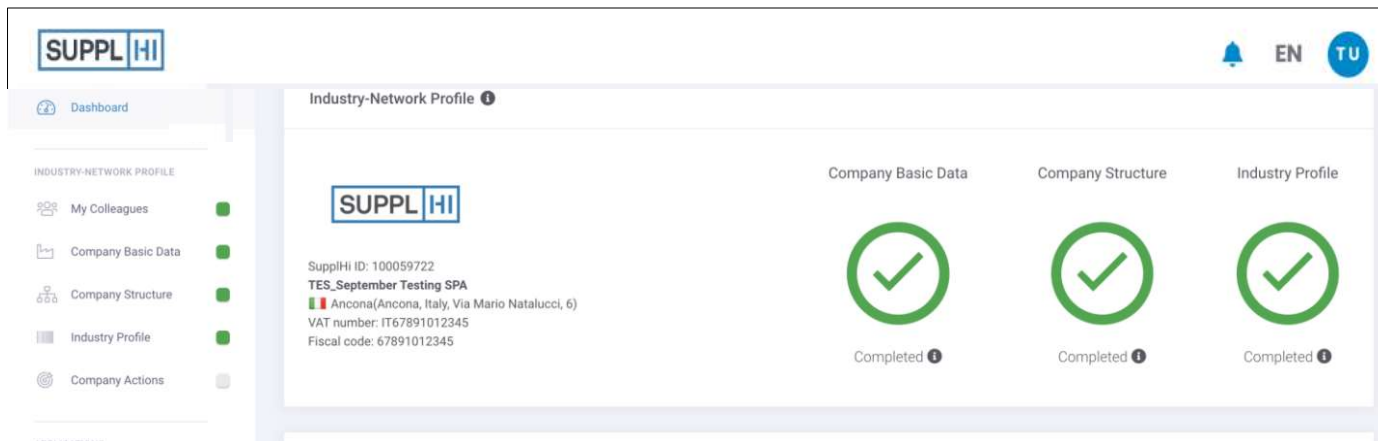 SUPPL HI
EN
TU
Dashboard
INDUSTRY-NETWORK PROFILE
My Colleagues
Company Basic Data
Company Structure
Industry Profile
Company Actions
Industry-Network Profile
SUPPL HI
SupplHi ID: 100059722
TES_September Testing SPA
Ancona(Ancona, Italy, Via Mario Natalucci, 6)
VAT number: IT67891012345
Fiscal code: 67891012345
Company Basic Data
Completed
Company Structure
Completed
Industry Profile
Completed